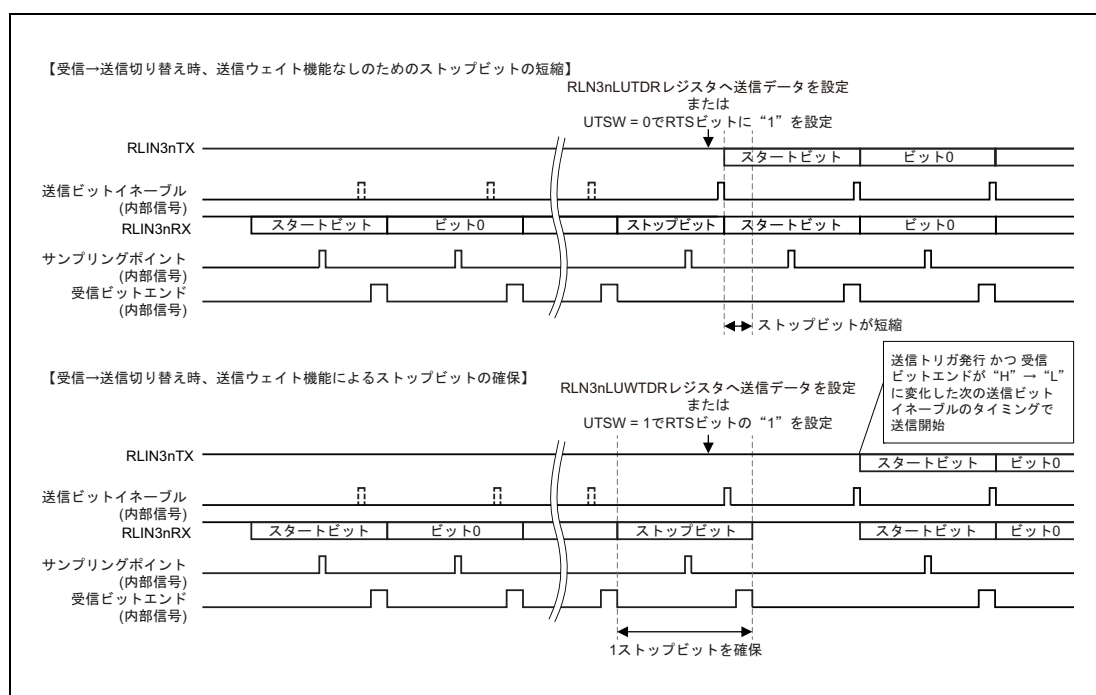 【受信→送信切り替え時、送信ウェイト機能なしのためのストップビットの短縮】
RLN3nLUTDRレジスタへ送信データを設定
または
UTSW = 0でRTSビットに“1”を設定
RLIN3nTX
スタートビット ビット0
送信ビットイネーブル
(内部信号)
RLIN3nRX
スタートビット ビット0 ストップビット スタートビット ビット0
サンプリングポイント
(内部信号)
受信ビットエンド
(内部信号)
ストップビットが短縮
【受信→送信切り替え時、送信ウェイト機能によるストップビットの確保】
RLN3nLUWTDRレジスタへ送信データを設定
または
UTSW = 1でRTSビットの“1”を設定
送信トリガ発行 かつ 受信
ビットエンドが“H”→“L”
に変化した次の送信ビット
イネーブルのタイミングで
送信開始
RLIN3nTX
スタートビット ビット0
送信ビットイネーブル
(内部信号)
RLIN3nRX
スタートビット ビット0 ストップビット スタートビット ビット0
サンプリングポイント
(内部信号)
受信ビットエンド
(内部信号)
1ストップビットを確保